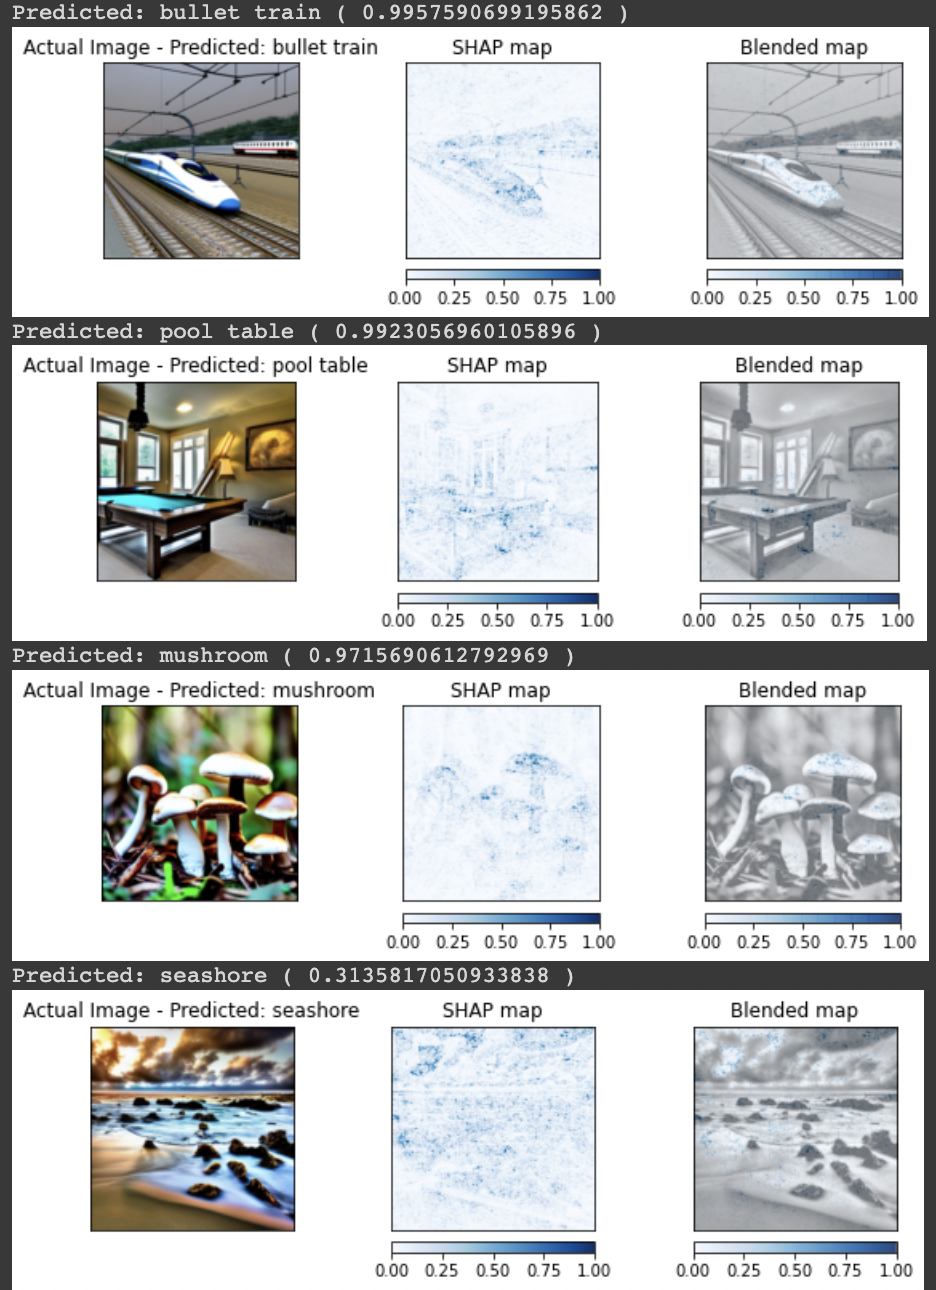 Predicted: bullet train ( 0.9957590699195862 )
Actual Image - Predicted: bullet train SHAP map Blended map
0.00 0.25 0.50 0.75 1.00 0.00 0.25 0.50 0.75 1.00
Predicted: pool table ( 0.9923056960105896 )
Actual Image - Predicted: pool table SHAP map Blended map
0.00 0.25 0.50 0.75 1.00 0.00 0.25 0.50 0.75 1.00
Predicted: mushroom ( 0.9715690612792969 )
Actual Image - Predicted: mushroom SHAP map Blended map
0.00 0.25 0.50 0.75 1.00 0.00 0.25 0.50 0.75 1.00
Predicted: seashore ( 0.3135817050933838 )
Actual Image - Predicted: seashore SHAP map Blended map
0.00 0.25 0.50 0.75 1.00 0.00 0.25 0.50 0.75 1.00